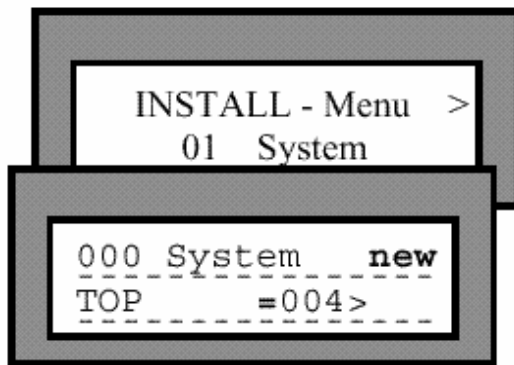 INSTALL - Menu >
01 System
000 System new
TOP =004>